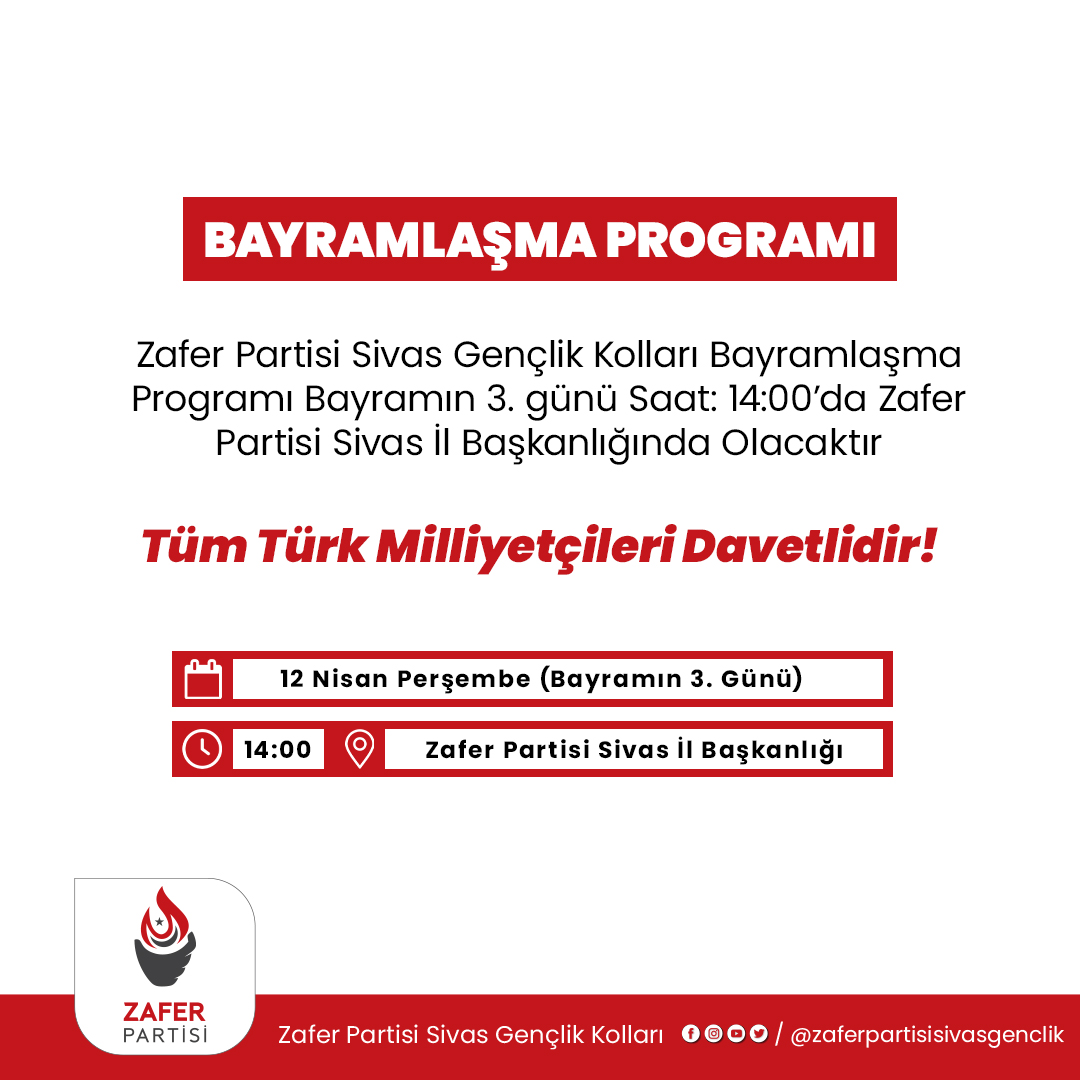 BAYRAMLAŞMA PROGRAMI
Zafer Partisi Sivas Gençlik Kolları Bayramlaşma
Programı Bayramın 3. günü Saat: 14:00’da Zafer
Partisi Sivas İl Başkanlığında Olacaktır
Tüm Türk Milliyetçileri Davetlidir!
12 Nisan Perşembe (Bayramın 3. Günü)
14:00 Zafer Partisi Sivas İl Başkanlığı
ZAFER
PARTİSİ
Zafer Partisi Sivas Gençlik Kolları / @zaferpartisisivasgenclik